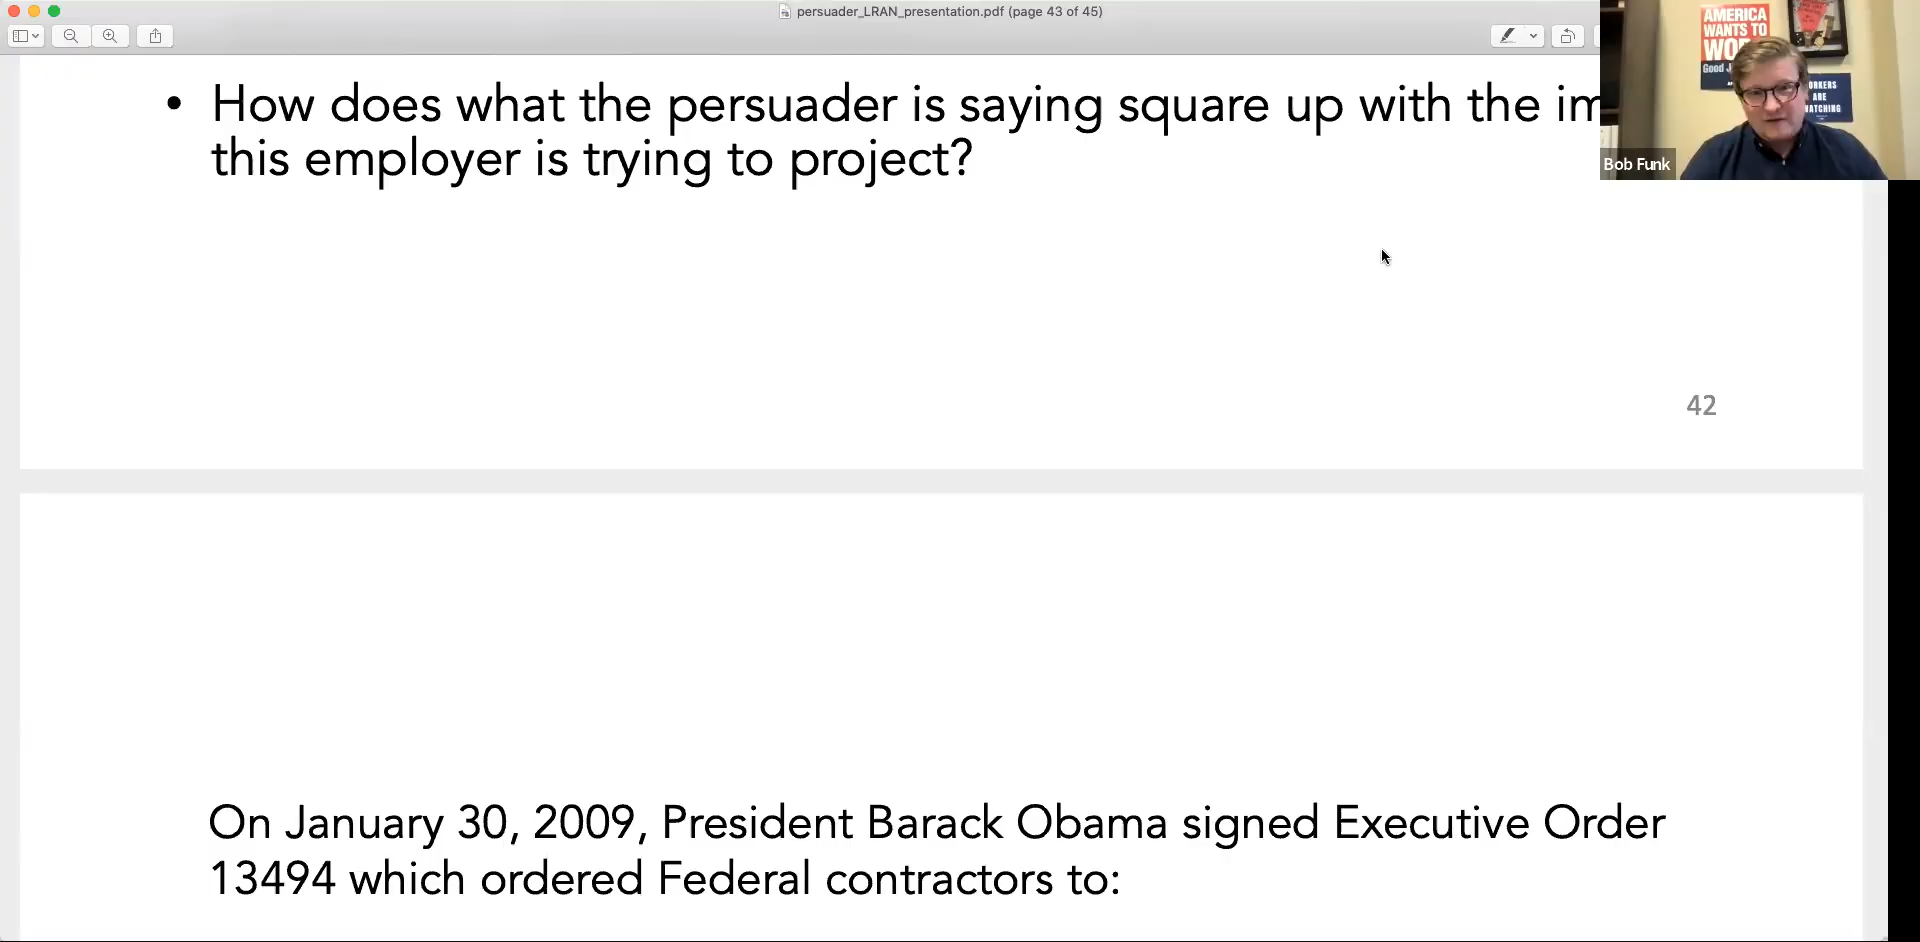 persuader_LRAN_presentation.pdf (page 43 of 45)
AMERICA
WANTS TO
Good
ARE
Bob Funk
• How does what the persuader is saying square up with the im
this employer is trying to project?
42
On January 30, 2009, President Barack Obama signed Executive Order
13494 which ordered Federal contractors to: